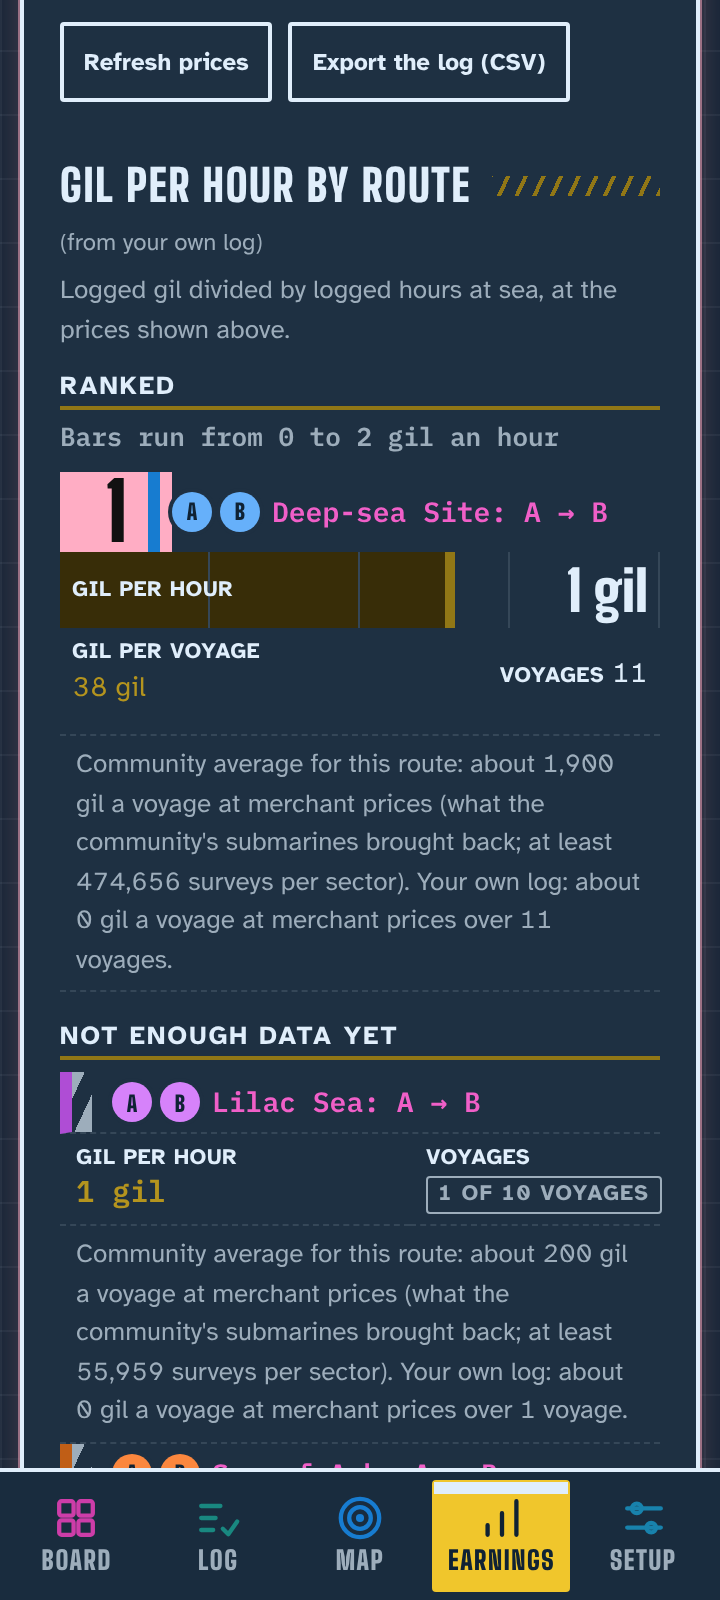 Refresh prices
Export the log (CSV)
GIL PER HOUR BY ROUTE
(from your own log)
Logged gil divided by logged hours at sea, at the
prices shown above.
RANKED
Bars run from 0 to 2 gil an hour
1 A B Deep-sea Site: A → B
GIL PER HOUR 1 gil
GIL PER VOYAGE
38 gil
VOYAGES 11
Community average for this route: about 1,900
gil a voyage at merchant prices (what the
community's submarines brought back; at least
474,656 surveys per sector). Your own log: about
0 gil a voyage at merchant prices over 11
voyages.
NOT ENOUGH DATA YET
A B Lilac Sea: A → B
GIL PER HOUR
1 gil
VOYAGES
1 OF 10 VOYAGES
Community average for this route: about 200 gil
a voyage at merchant prices (what the
community's submarines brought back; at least
55,959 surveys per sector). Your own log: about
0 gil a voyage at merchant prices over 1 voyage.
BOARD
LOG
MAP
EARNINGS
SETUP